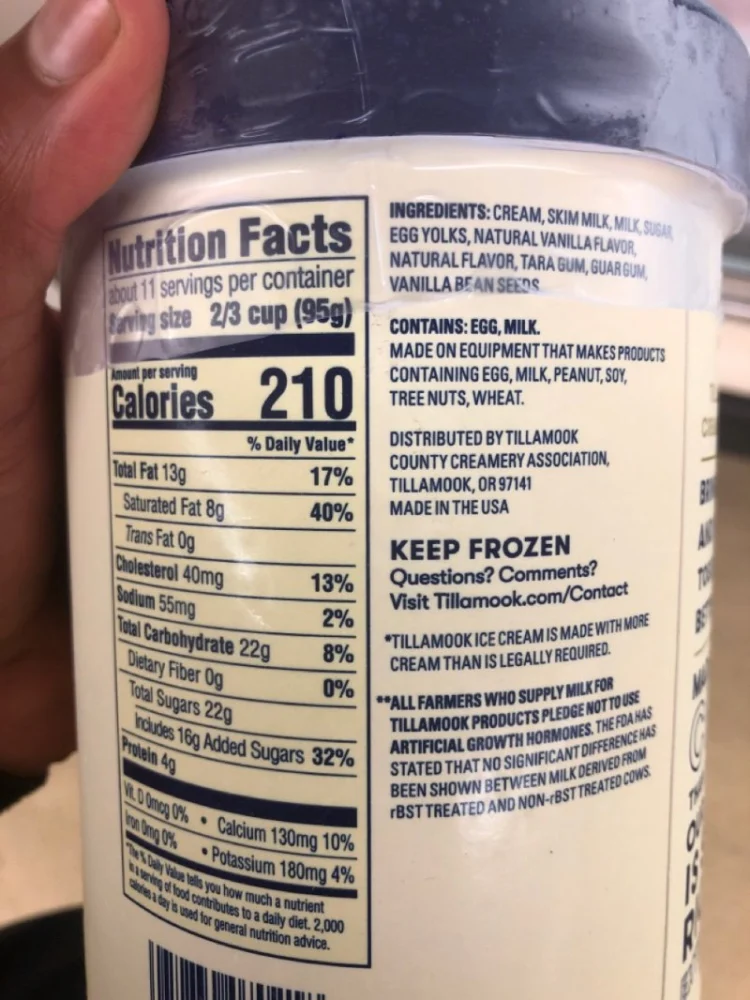 Nutrition Facts
about 11 servings per container
Serving size 2/3 cup (95g)
Amount per serving
Calories 210
% Daily Value*
Total Fat 13g 17%
Saturated Fat 8g 40%
Trans Fat 0g
Cholesterol 40mg 13%
Sodium 55mg 2%
Total Carbohydrate 22g 8%
Dietary Fiber 0g 0%
Total Sugars 22g
Includes 16g Added Sugars 32%
Protein 4g
Vit. D 0mcg 0% • Calcium 130mg 10%
Iron 0mg 0% • Potassium 180mg 4%
*The % Daily Value tells you how much a nutrient
in a serving of food contributes to a daily diet. 2,000
calories a day is used for general nutrition advice.
INGREDIENTS: CREAM, SKIM MILK, MILK, SUGAR,
EGG YOLKS, NATURAL VANILLA FLAVOR,
NATURAL FLAVOR, TARA GUM, GUAR GUM,
VANILLA BEAN SEEDS
CONTAINS: EGG, MILK.
MADE ON EQUIPMENT THAT MAKES PRODUCTS
CONTAINING EGG, MILK, PEANUT, SOY,
TREE NUTS, WHEAT.
DISTRIBUTED BY TILLAMOOK
COUNTY CREAMERY ASSOCIATION,
TILLAMOOK, OR 97141
MADE IN THE USA
KEEP FROZEN
Questions? Comments?
Visit Tillamook.com/Contact
*TILLAMOOK ICE CREAM IS MADE WITH MORE
CREAM THAN IS LEGALLY REQUIRED.
**ALL FARMERS WHO SUPPLY MILK FOR
TILLAMOOK PRODUCTS PLEDGE NOT TO USE
ARTIFICIAL GROWTH HORMONES. THE FDA HAS
STATED THAT NO SIGNIFICANT DIFFERENCE HAS
BEEN SHOWN BETWEEN MILK DERIVED FROM
rBST TREATED AND NON-rBST TREATED COWS.